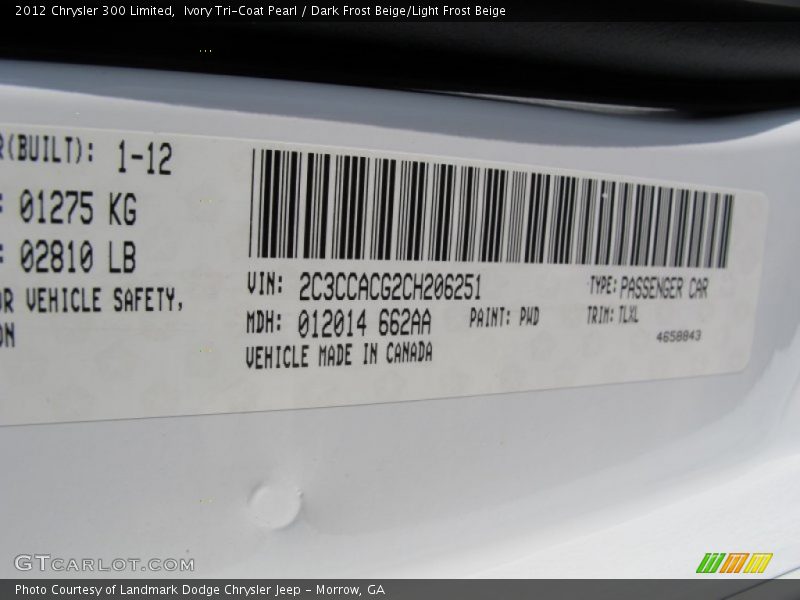 2012 Chrysler 300 Limited, Ivory Tri-Coat Pearl / Dark Frost Beige/Light Frost Beige
R(BUILT): 1-12
: 01275 KG
: 02810 LB
OR VEHICLE SAFETY,
ON
VIN: 2C3CCACG2CH206251 TYPE: PASSENGER CAR
MDH: 012014 662AA PAINT: PWD TRIM: TLXL
VEHICLE MADE IN CANADA 4658843
GTCARLOT.COM
Photo Courtesy of Landmark Dodge Chrysler Jeep - Morrow, GA